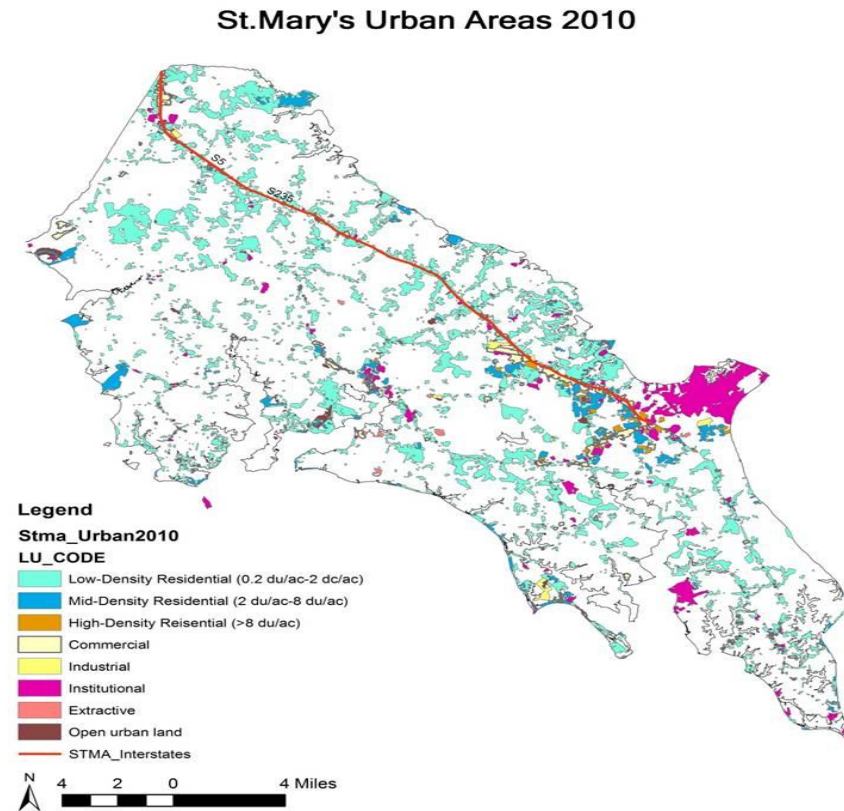 St.Mary's Urban Areas 2010
S5
S235
Legend
Stma_Urban2010
LU_CODE
Low-Density Residential (0.2 du/ac-2 dc/ac)
Mid-Density Residential (2 du/ac-8 du/ac)
High-Density Reisential (>8 du/ac)
Commercial
Industrial
Institutional
Extractive
Open urban land
STMA_Interstates
N
4 2 0 4 Miles